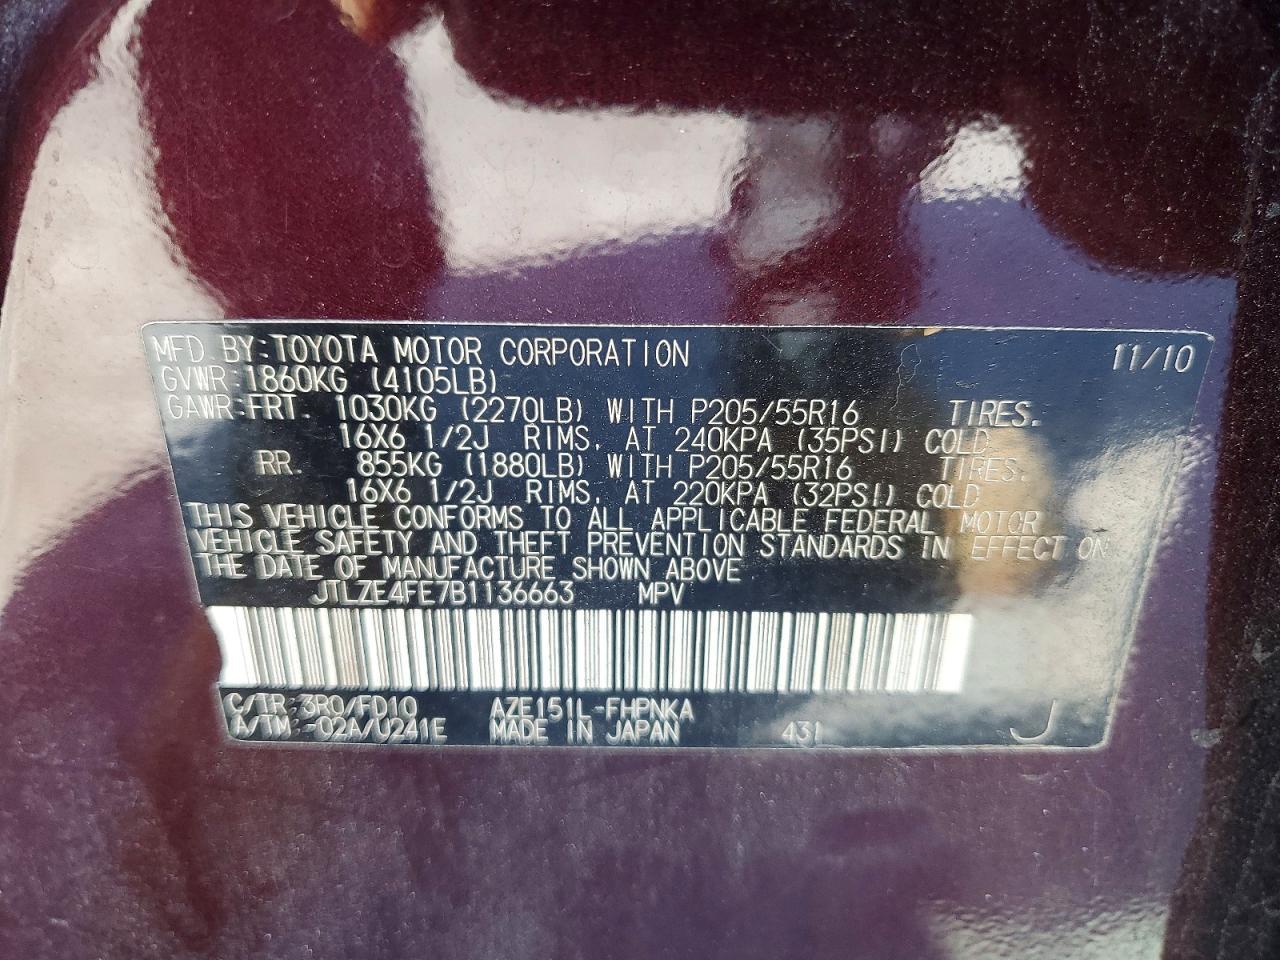 MFD. BY: TOYOTA MOTOR CORPORATION 11/10
GVWR: 1860KG (4105LB)
GAWR: FRT. 1030KG (2270LB) WITH P205/55R16 TIRES.
16X6 1/2J RIMS, AT 240KPA (35PSI) COLD
RR. 855KG (1880LB) WITH P205/55R16 TIRES.
16X6 1/2J RIMS, AT 220KPA (32PSI) COLD
THIS VEHICLE CONFORMS TO ALL APPLICABLE FEDERAL MOTOR
VEHICLE SAFETY AND THEFT PREVENTION STANDARDS IN EFFECT ON
THE DATE OF MANUFACTURE SHOWN ABOVE
JTLZE4FE7B1136663 MPV
C/TR: 3R0/FD10 AZE151L-FHPNKA
A/TM: -02A/U241E MADE IN JAPAN 431 J